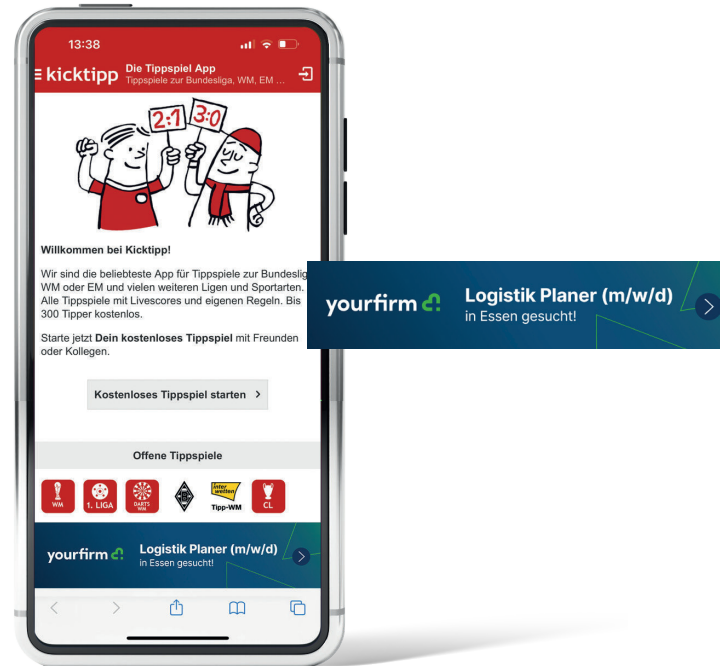 13:38
kicktipp
Die Tippspiel App
Tippspiele zur Bundesliga, WM, EM ...
2:1 3:0
Willkommen bei Kicktipp!
Wir sind die beliebteste App für Tippspiele zur Bundeslig
WM oder EM und vielen weiteren Ligen und Sportarten.
Alle Tippspiele mit Livescores und eigenen Regeln. Bis
300 Tipper kostenlos.
Starte jetzt Dein kostenloses Tippspiel mit Freunden
oder Kollegen.
Kostenloses Tippspiel starten >
Offene Tippspiele
WM
1. LIGA
DARTS
WM
inter
wetten
Tipp-WM
CL
yourfirm
Logistik Planer (m/w/d)
in Essen gesucht!
yourfirm
Logistik Planer (m/w/d)
in Essen gesucht!